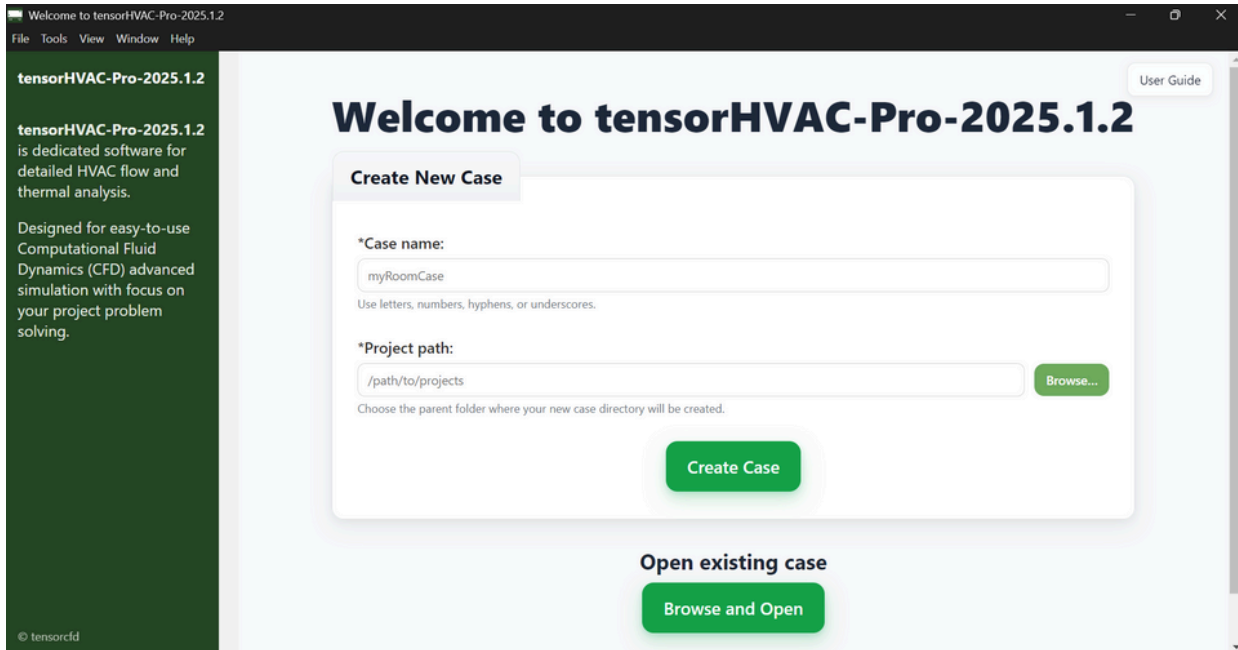 Welcome to tensorHVAC-Pro-2025.1.2
File Tools View Window Help
tensorHVAC-Pro-2025.1.2
tensorHVAC-Pro-2025.1.2
is dedicated software for
detailed HVAC flow and
thermal analysis.
Designed for easy-to-use
Computational Fluid
Dynamics (CFD) advanced
simulation with focus on
your project problem
solving.
© tensorcfd
User Guide
Welcome to tensorHVAC-Pro-2025.1.2
Create New Case
*Case name:
myRoomCase
Use letters, numbers, hyphens, or underscores.
*Project path:
/path/to/projects
Browse...
Choose the parent folder where your new case directory will be created.
Create Case
Open existing case
Browse and Open